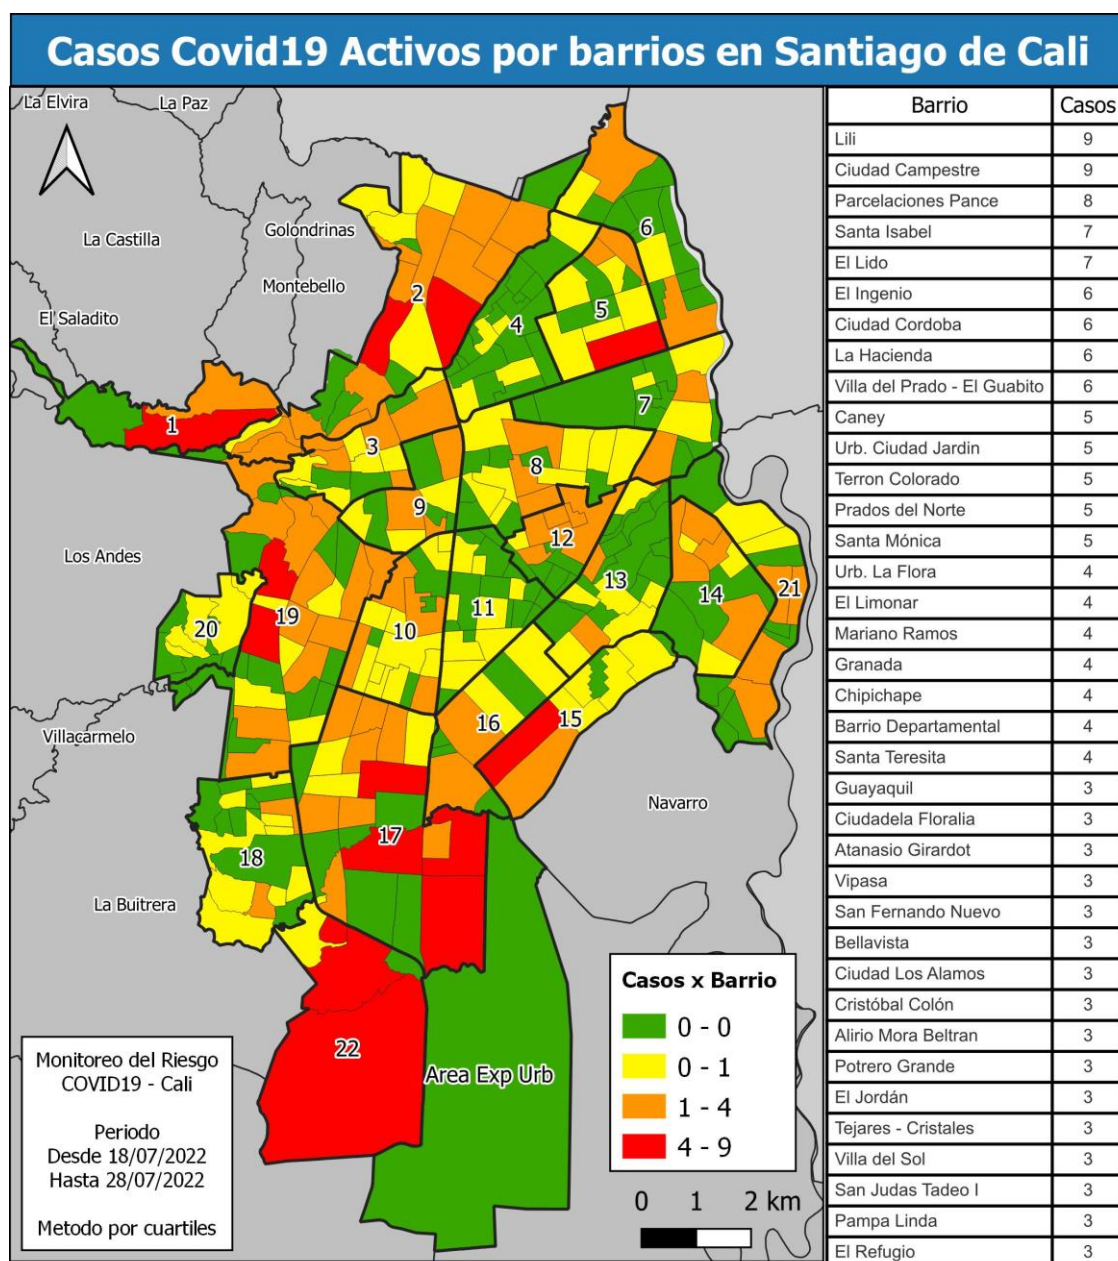 Casos Covid19 Activos por barrios en Santiago de Cali
La Elvira
La Paz
La Castilla
Golondrinas
Montebello
El Saladito
Los Andes
Villacarmelo
La Buitrera
Navarro
Area Exp Urb
1
2
3
4
5
6
7
8
9
10
11
12
13
14
15
16
17
18
19
20
21
22
Casos x Barrio
0 - 0
0 - 1
1 - 4
4 - 9
0 1 2 km
Monitoreo del Riesgo
COVID19 - Cali
Periodo
Desde 18/07/2022
Hasta 28/07/2022
Metodo por cuartiles
Barrio Casos
Lili 9
Ciudad Campestre 9
Parcelaciones Pance 8
Santa Isabel 7
El Lido 7
El Ingenio 6
Ciudad Cordoba 6
La Hacienda 6
Villa del Prado - El Guabito 6
Caney 5
Urb. Ciudad Jardin 5
Terron Colorado 5
Prados del Norte 5
Santa Mónica 5
Urb. La Flora 4
El Limonar 4
Mariano Ramos 4
Granada 4
Chipichape 4
Barrio Departamental 4
Santa Teresita 4
Guayaquil 3
Ciudadela Floralia 3
Atanasio Girardot 3
Vipasa 3
San Fernando Nuevo 3
Bellavista 3
Ciudad Los Alamos 3
Cristóbal Colón 3
Alirio Mora Beltran 3
Potrero Grande 3
El Jordán 3
Tejares - Cristales 3
Villa del Sol 3
San Judas Tadeo I 3
Pampa Linda 3
El Refugio 3